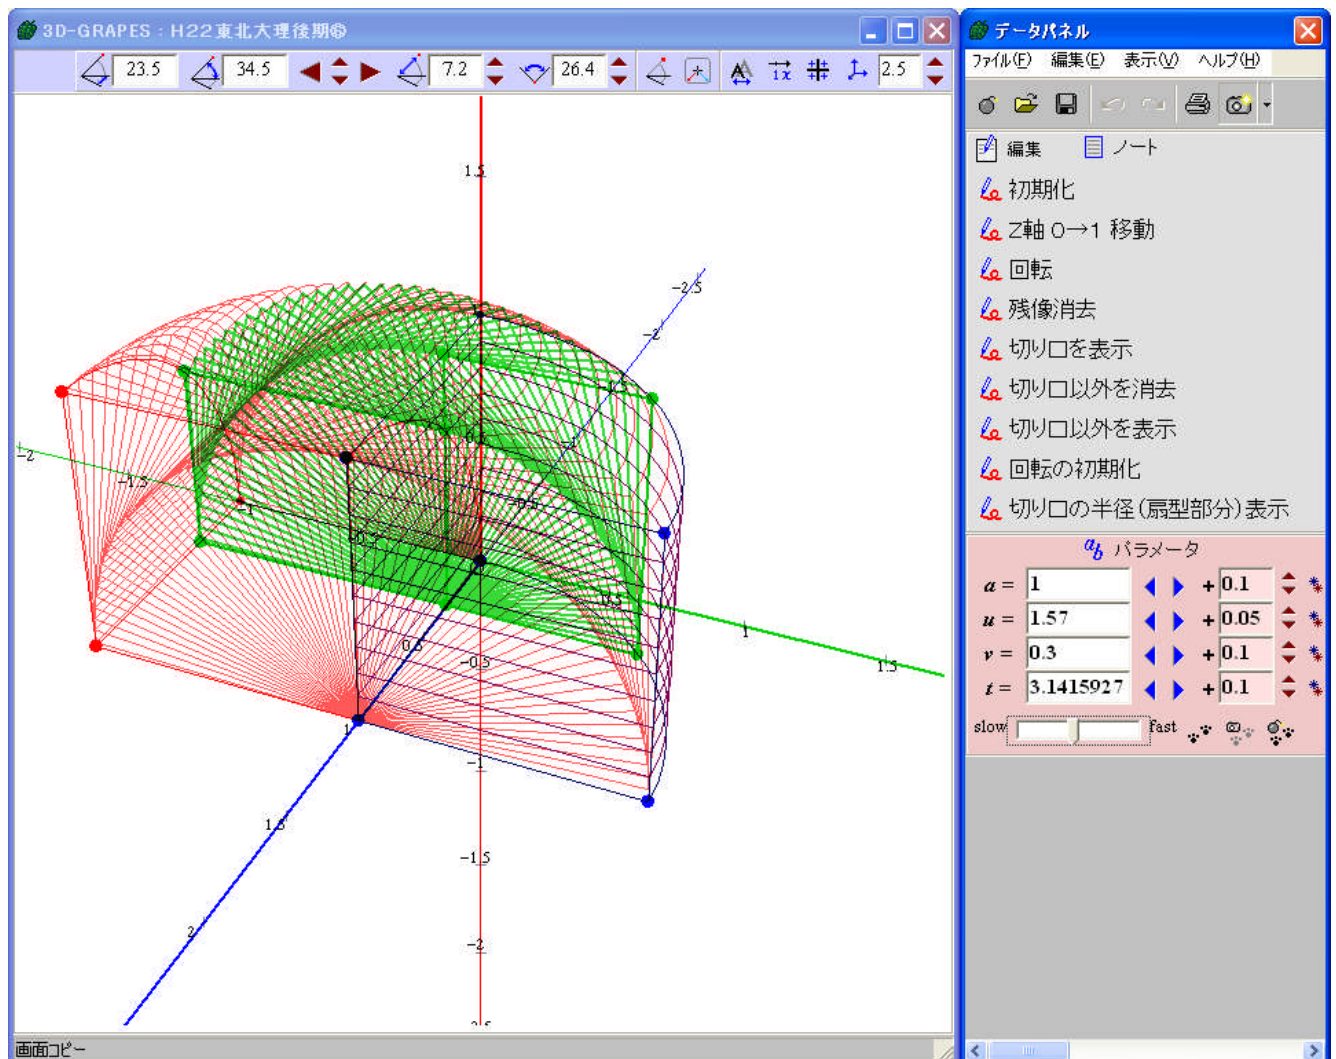 3D-GRAPES : H22東北大理後期⑥
23.5 34.5 7.2 26.4 2.5
1.5
-2.5
-2
-1.5
-1
-0.5
1
0.5
-2
-1.5
-1
-0.5
0.5
1
1.5
0.5
-0.5
1
-1
1.5
-1.5
2
-2
画面コピー
データパネル
ファイル(F) 編集(E) 表示(V) ヘルプ(H)
編集 ノート
初期化
Z軸 0→1 移動
回転
残像消去
切り口を表示
切り口以外を消去
切り口以外を表示
回転の初期化
切り口の半径(扇型部分)表示
ab パラメータ
a = 1 + 0.1
u = 1.57 + 0.05
v = 0.3 + 0.1
t = 3.1415927 + 0.1
slow fast